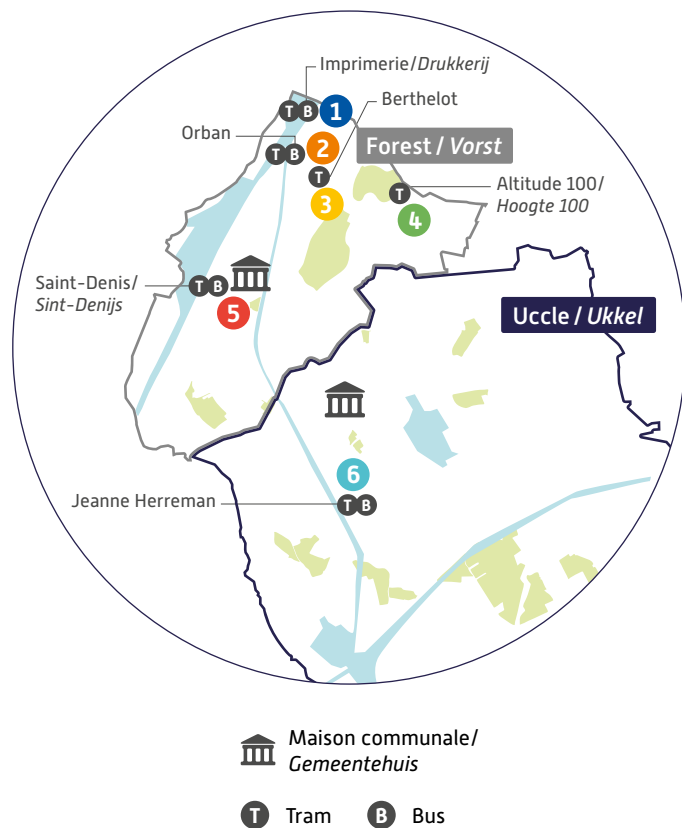 Imprimerie/Drukkerij
T B 1
Berthelot
Orban
T B 2
Forest / Vorst
T
3
T
4
Altitude 100/
Hoogte 100
Saint-Denis/
Sint-Denijs
T B
5
Uccle / Ukkel
6
Jeanne Herreman
T B
Maison communale/
Gemeentehuis
T Tram B Bus